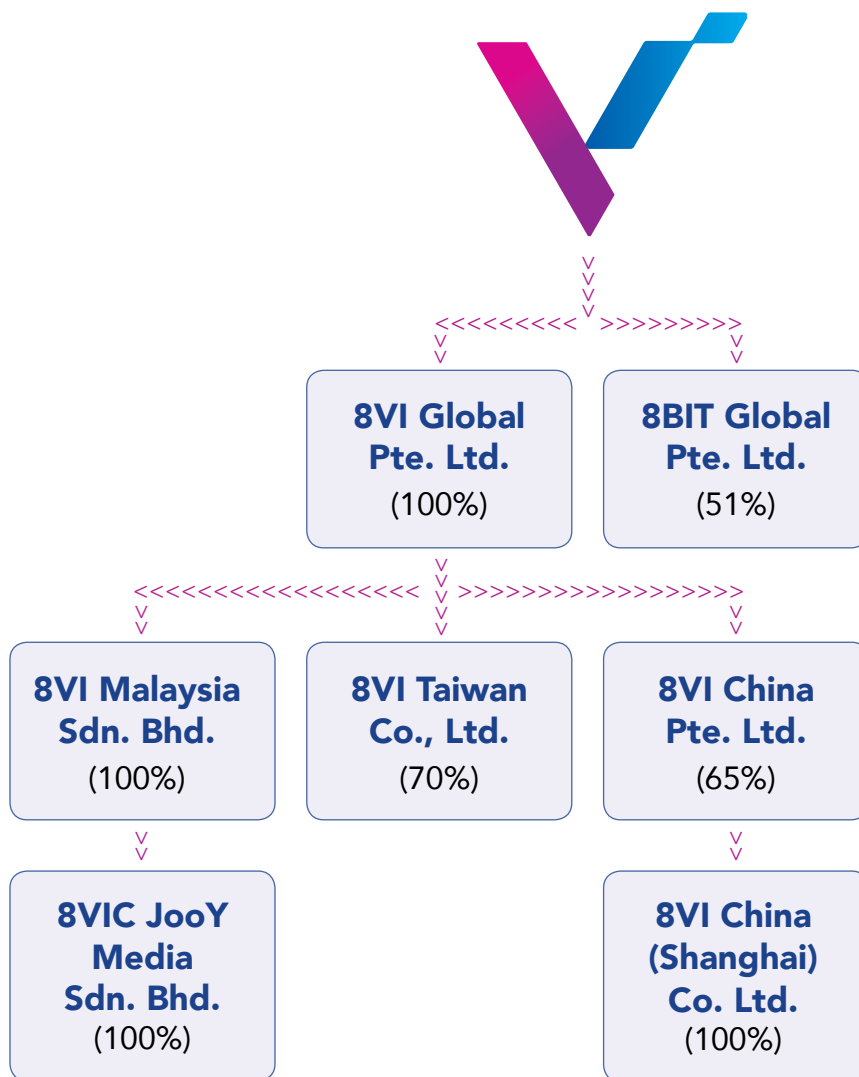 8VI Global
Pte. Ltd.
(100%)
8BIT Global
Pte. Ltd.
(51%)
8VI Malaysia
Sdn. Bhd.
(100%)
8VI Taiwan
Co., Ltd.
(70%)
8VI China
Pte. Ltd.
(65%)
8VIC JooY
Media
Sdn. Bhd.
(100%)
8VI China
(Shanghai)
Co. Ltd.
(100%)